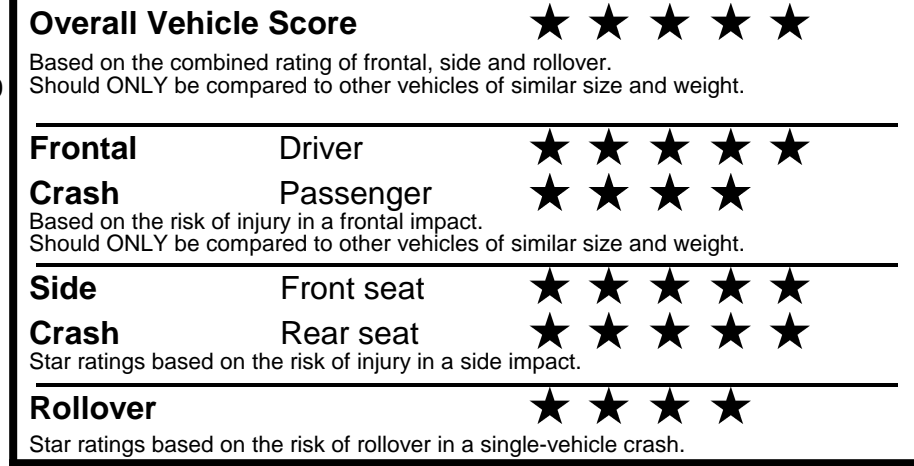 Overall Vehicle Score ★ ★ ★ ★ ★
Based on the combined rating of frontal, side and rollover.
Should ONLY be compared to other vehicles of similar size and weight.
Frontal Driver ★ ★ ★ ★ ★
Crash Passenger ★ ★ ★ ★
Based on the risk of injury in a frontal impact.
Should ONLY be compared to other vehicles of similar size and weight.
Side Front seat ★ ★ ★ ★ ★
Crash Rear seat ★ ★ ★ ★ ★
Star ratings based on the risk of injury in a side impact.
Rollover ★ ★ ★ ★
Star ratings based on the risk of rollover in a single-vehicle crash.